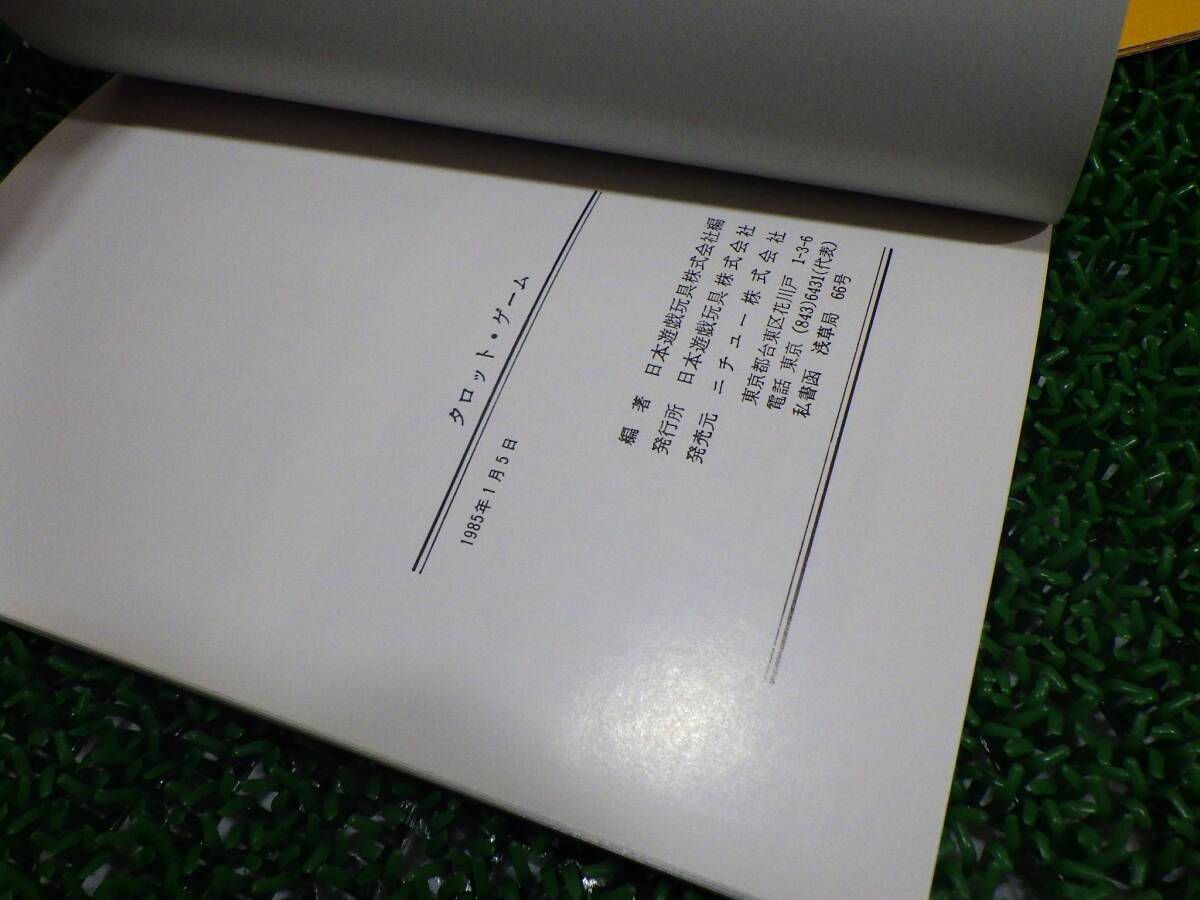 タロット・ゲーム
1985年1月5日
編著 日本遊戯玩具株式会社編
発行所 日本遊戯玩具株式会社
発売元 ニチユー株式会社
東京都台東区花川戸 1-3-6
電話 東京 (843)6431(代表)
私書函 浅草局 66号